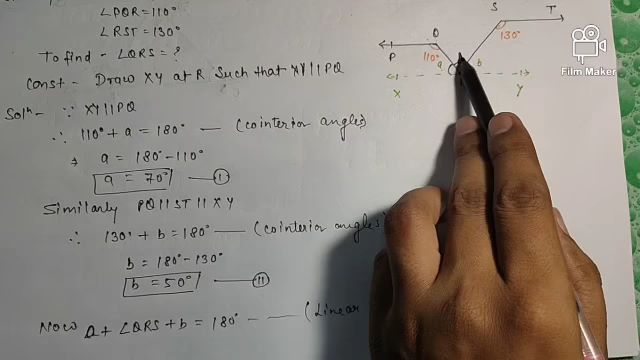 ∠PQR = 110°
∠RST = 130°
To find - ∠QRS = ?
Const - Draw XY at R Such that XY || PQ
Solⁿ - ∵ XY || PQ
∴ 110° + a = 180° — (cointerior angles)
⇒ a = 180° - 110°
a = 70° — I
Similarly PQ || ST || XY
∴ 130° + b = 180° — (cointerior angles)
b = 180° - 130°
b = 50° — II
Now a + ∠QRS + b = 180° — (Linear
S T
Q 130°
P 110° a b
X Y
Film Maker